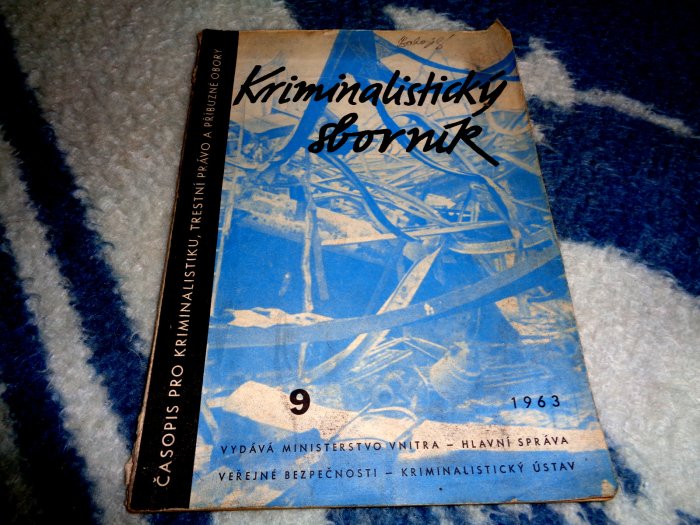 Kriminalistický
sborník
ČASOPIS PRO KRIMINALISTIKU, TRESTNÍ PRÁVO A PŘÍBUZNÉ OBORY
9 1963
VYDÁVÁ MINISTERSTVO VNITRA – HLAVNÍ SPRÁVA
VEŘEJNÉ BEZPEČNOSTI – KRIMINALISTICKÝ ÚSTAV